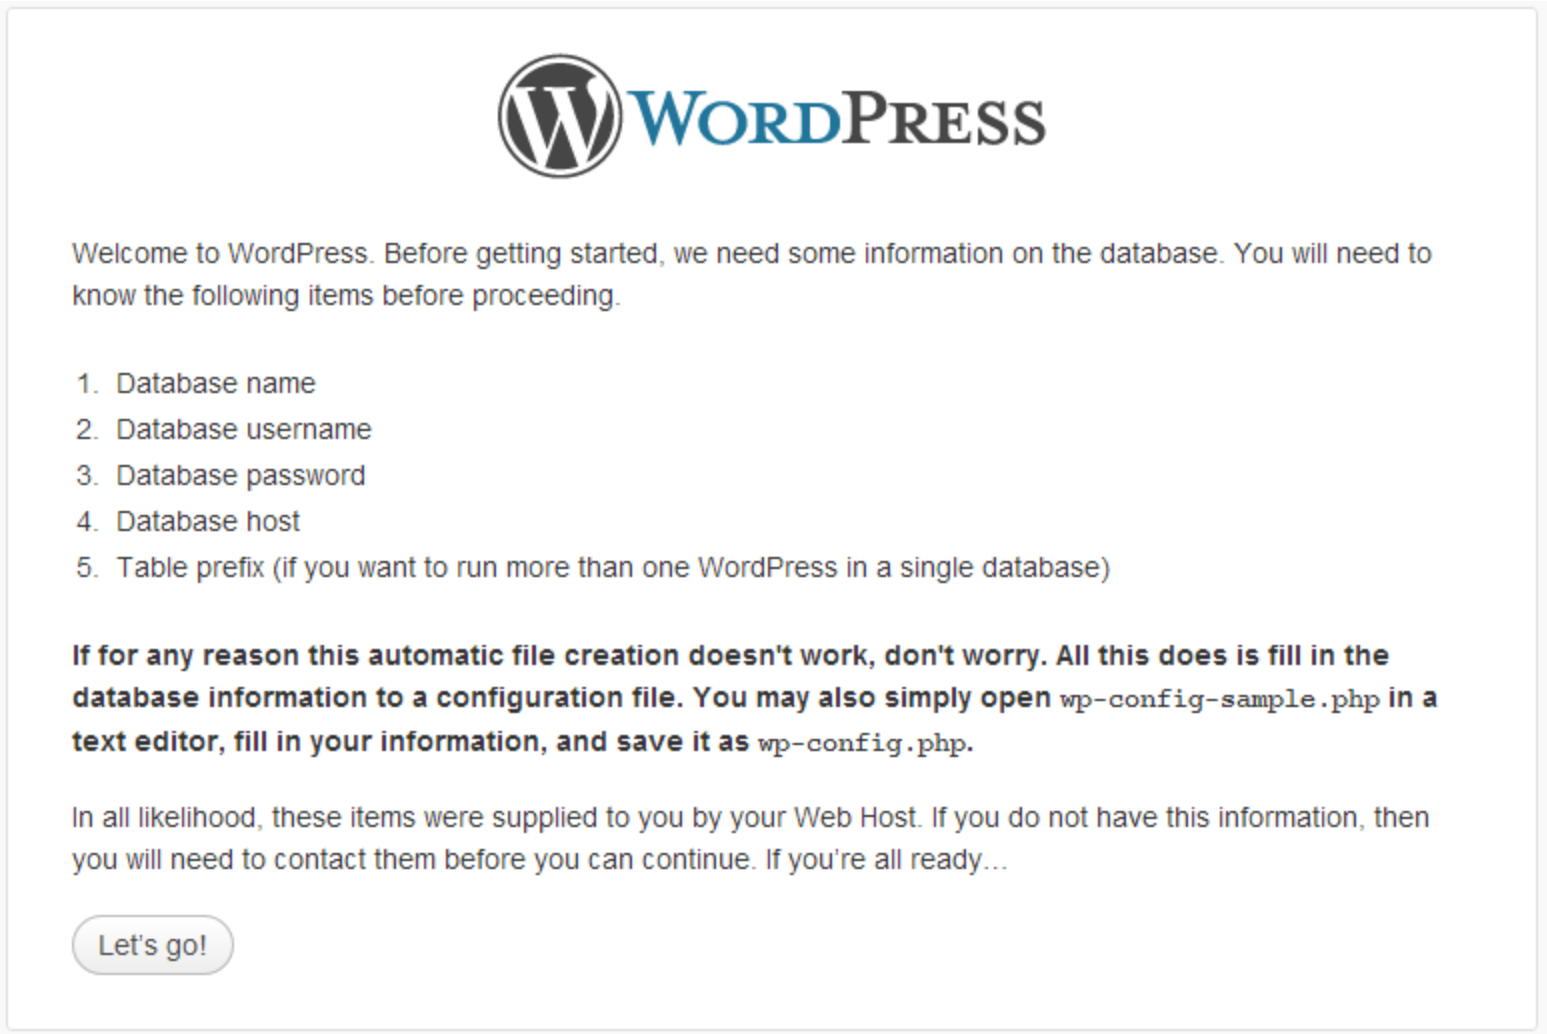 WORDPRESS
Welcome to WordPress. Before getting started, we need some information on the database. You will need to
know the following items before proceeding.
1. Database name
2. Database username
3. Database password
4. Database host
5. Table prefix (if you want to run more than one WordPress in a single database)
If for any reason this automatic file creation doesn't work, don't worry. All this does is fill in the
database information to a configuration file. You may also simply open wp-config-sample.php in a
text editor, fill in your information, and save it as wp-config.php.
In all likelihood, these items were supplied to you by your Web Host. If you do not have this information, then
you will need to contact them before you can continue. If you’re all ready…
Let’s go!